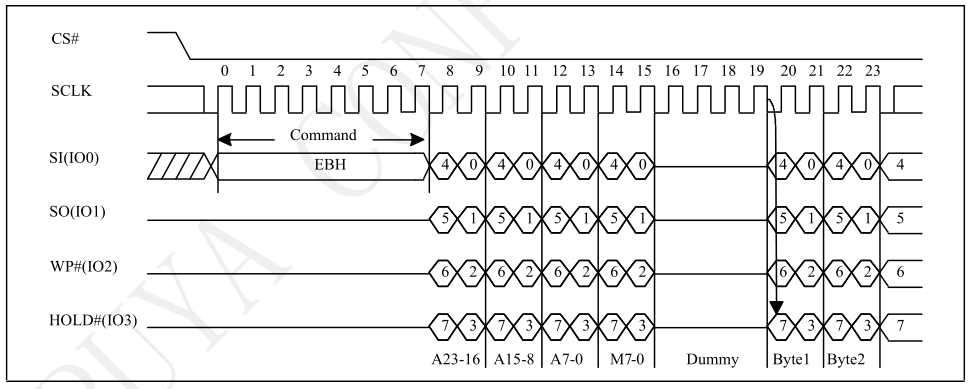 CS#
0 1 2 3 4 5 6 7 8 9 10 11 12 13 14 15 16 17 18 19 20 21 22 23
SCLK
Command
SI(IO0) EBH 4 0 4 0 4 0 4 0 4 0 4 0 4
SO(IO1) 5 1 5 1 5 1 5 1 5 1 5 1 5
WP#(IO2) 6 2 6 2 6 2 6 2 6 2 6 2 6
HOLD#(IO3) 7 3 7 3 7 3 7 3 7 3 7 3 7
A23-16 A15-8 A7-0 M7-0 Dummy Byte1 Byte2
PUYA CONF